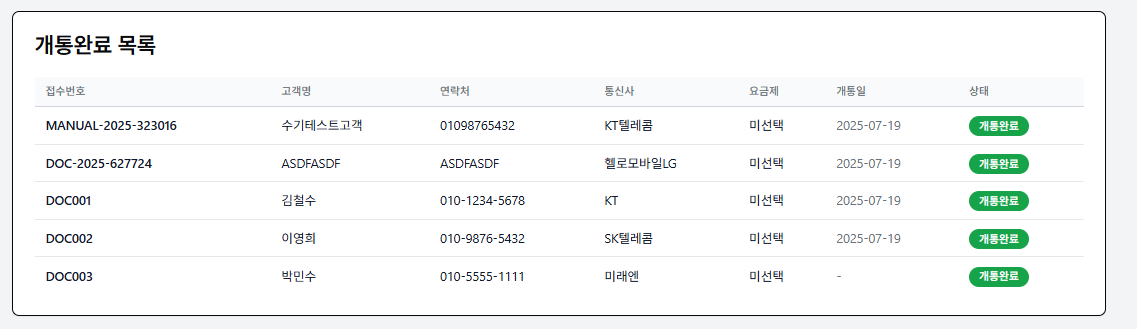 개통완료 목록
접수번호 고객명 연락처 통신사 요금제 개통일 상태
MANUAL-2025-323016 수기테스트고객 01098765432 KT텔레콤 미선택 2025-07-19 개통완료
DOC-2025-627724 ASDFASDF ASDFASDF 헬로모바일LG 미선택 2025-07-19 개통완료
DOC001 김철수 010-1234-5678 KT 미선택 2025-07-19 개통완료
DOC002 이영희 010-9876-5432 SK텔레콤 미선택 2025-07-19 개통완료
DOC003 박민수 010-5555-1111 미래엔 미선택 - 개통완료